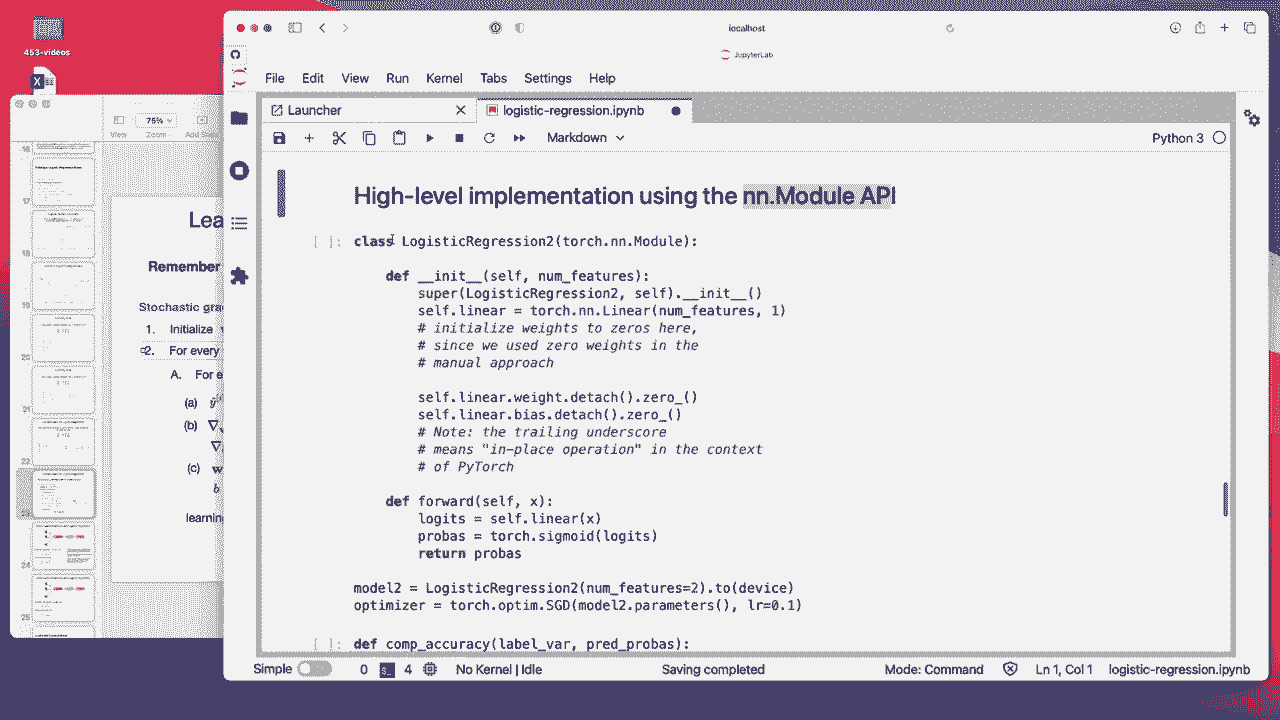 453-videos
localhost
JupyterLab
File Edit View Run Kernel Tabs Settings Help
Launcher
logistic-regression.ipynb
Markdown
Python 3
75%
View Zoom Add
High-level implementation using the nn.Module API
[ ]: class LogisticRegression2(torch.nn.Module):
def __init__(self, num_features):
super(LogisticRegression2, self).__init__()
self.linear = torch.nn.Linear(num_features, 1)
# initialize weights to zeros here,
# since we used zero weights in the
# manual approach
self.linear.weight.detach().zero_()
self.linear.bias.detach().zero_()
# Note: the trailing underscore
# means "in-place operation" in the context
# of PyTorch
def forward(self, x):
logits = self.linear(x)
probas = torch.sigmoid(logits)
return probas
model2 = LogisticRegression2(num_features=2).to(device)
optimizer = torch.optim.SGD(model2.parameters(), lr=0.1)
[ ]: def comp_accuracy(label_var, pred_probas):
Lea
Remember
Stochastic gra
1. Initialize
2. For every
A. For e
(a)
(b)
(c)
learnin
17
18
19
20
21
22
24
25
Simple 0 4 No Kernel | Idle Saving completed Mode: Command Ln 1, Col 1 logistic-regression.ipynb